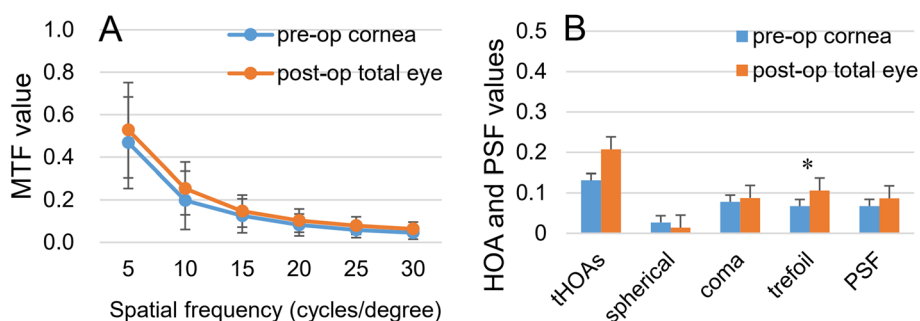 A
MTF value
1.0
0.8
0.6
0.4
0.2
0.0
pre-op cornea
post-op total eye
5 10 15 20 25 30
Spatial frequency (cycles/degree)
B
HOA and PSF values
0.5
0.4
0.3
0.2
0.1
0
pre-op cornea
post-op total eye
*
tHOAs
spherical
coma
trefoil
PSF